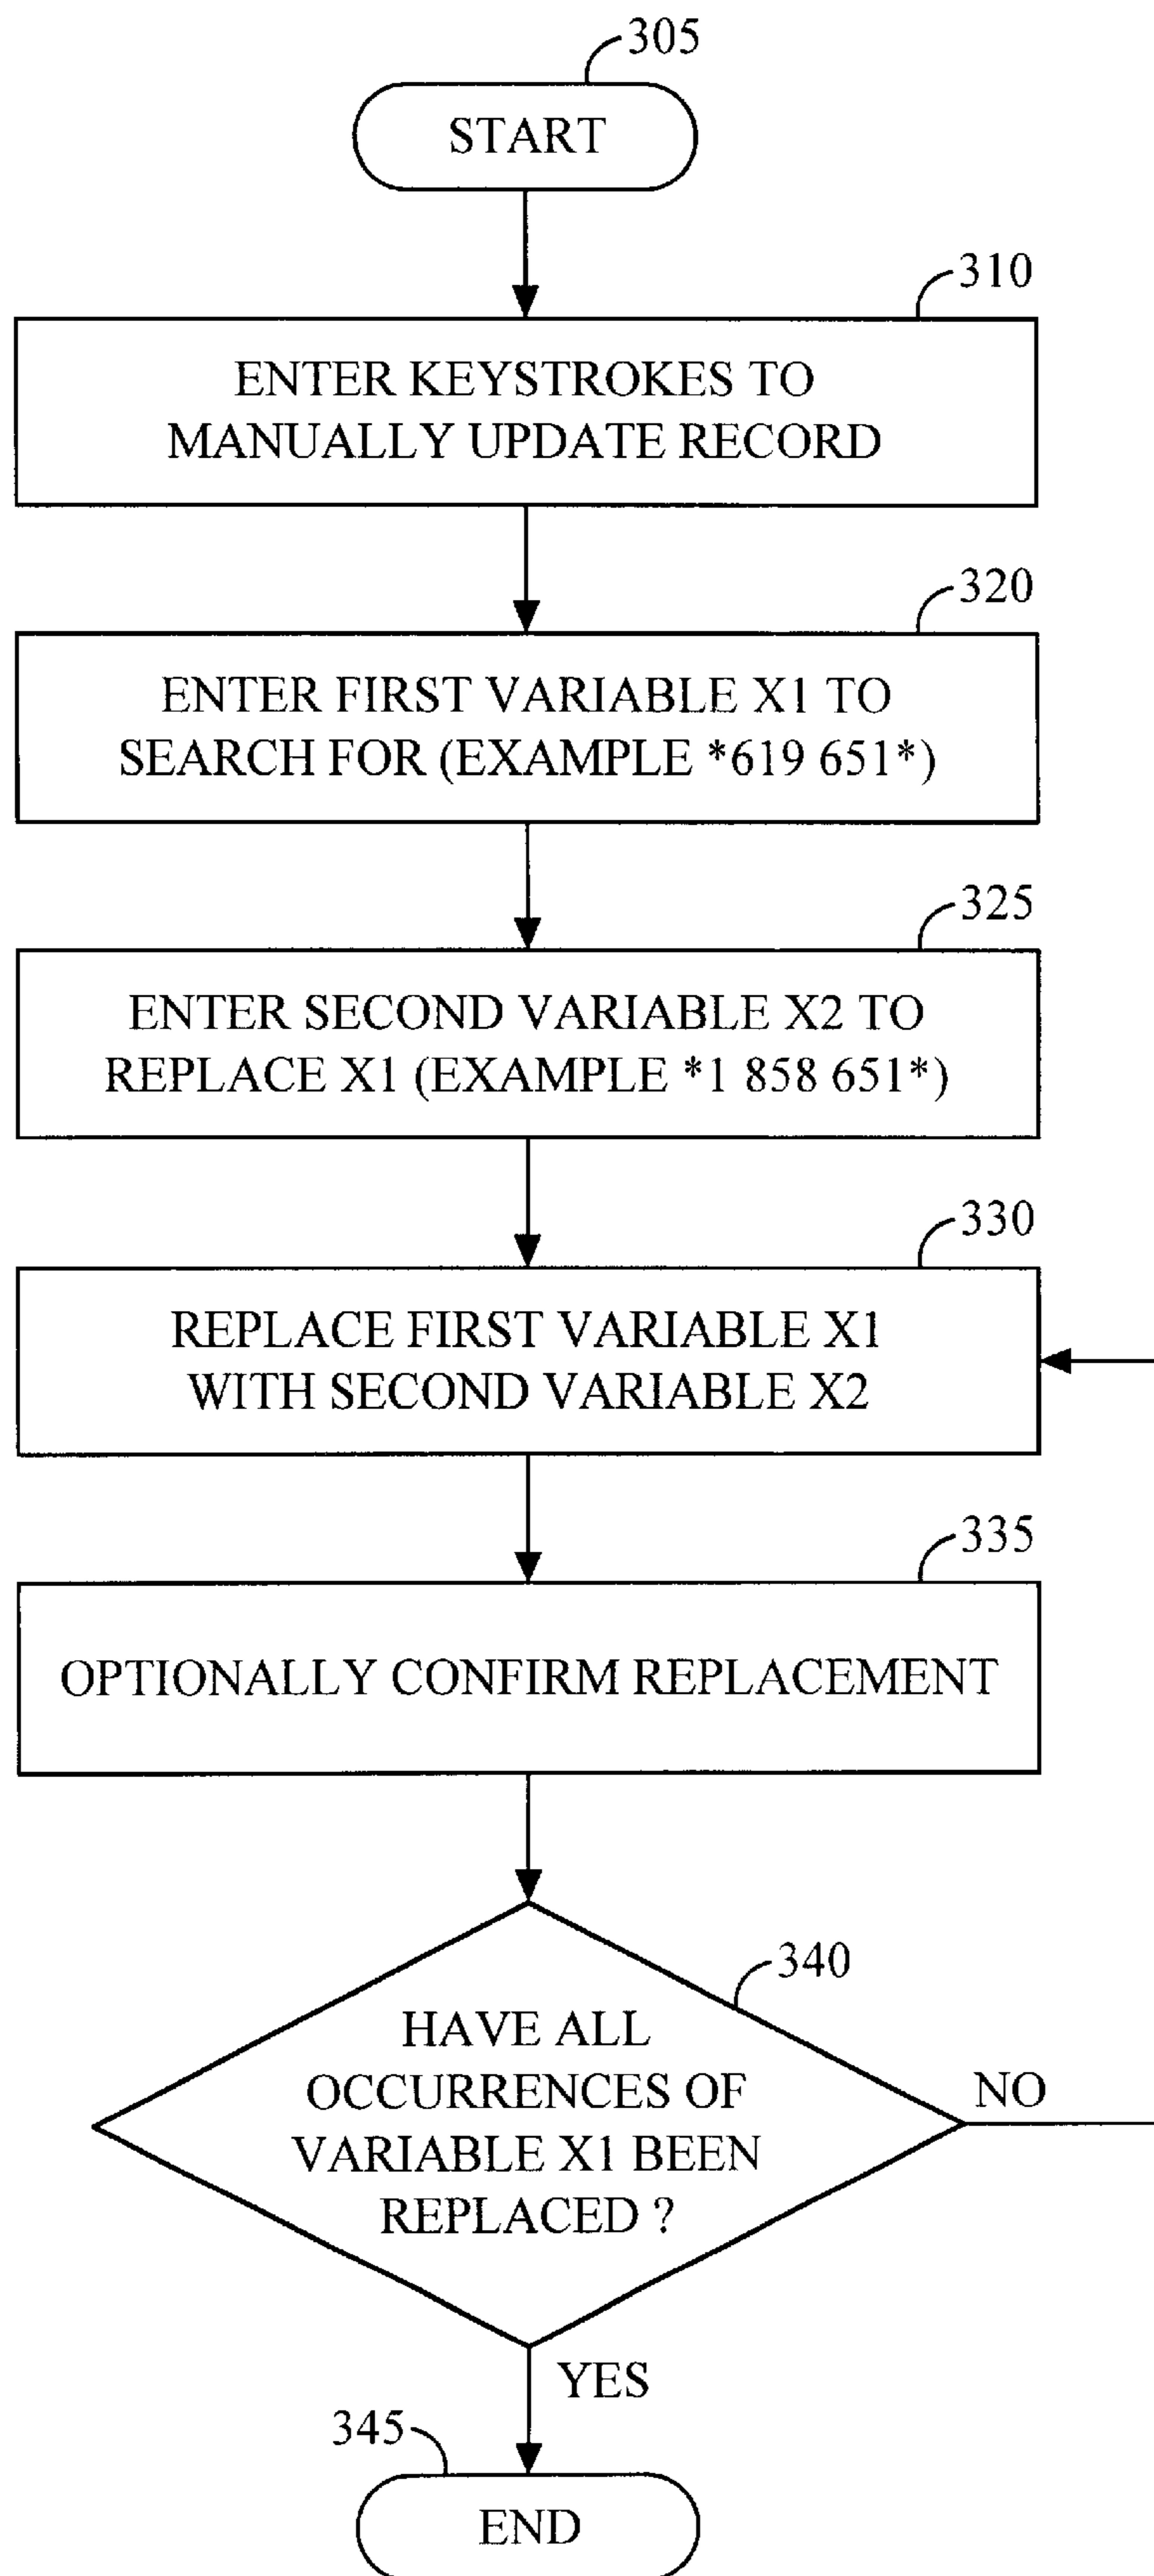 305
START
310
ENTER KEYSTROKES TO
MANUALLY UPDATE RECORD
320
ENTER FIRST VARIABLE X1 TO
SEARCH FOR (EXAMPLE *619 651*)
325
ENTER SECOND VARIABLE X2 TO
REPLACE X1 (EXAMPLE *1 858 651*)
330
REPLACE FIRST VARIABLE X1
WITH SECOND VARIABLE X2
335
OPTIONALLY CONFIRM REPLACEMENT
340
HAVE ALL
OCCURRENCES OF
VARIABLE X1 BEEN
REPLACED ?
NO
YES
345
END